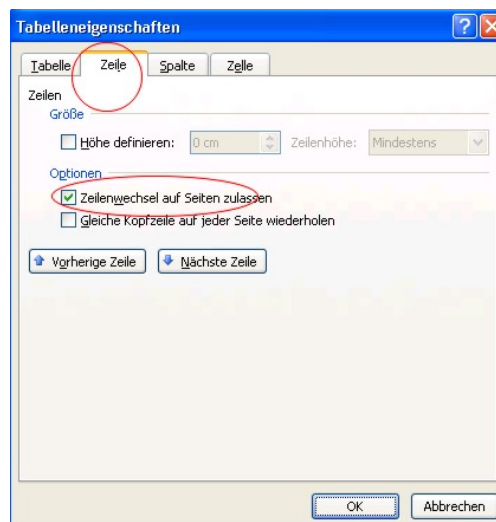 Tabelleneigenschaften
Tabelle Zeile Spalte Zelle
Zeilen
Größe
Höhe definieren: 0 cm Zeilenhöhe: Mindestens
Optionen
Zeilenwechsel auf Seiten zulassen
Gleiche Kopfzeile auf jeder Seite wiederholen
Vorherige Zeile Nächste Zeile
OK Abbrechen